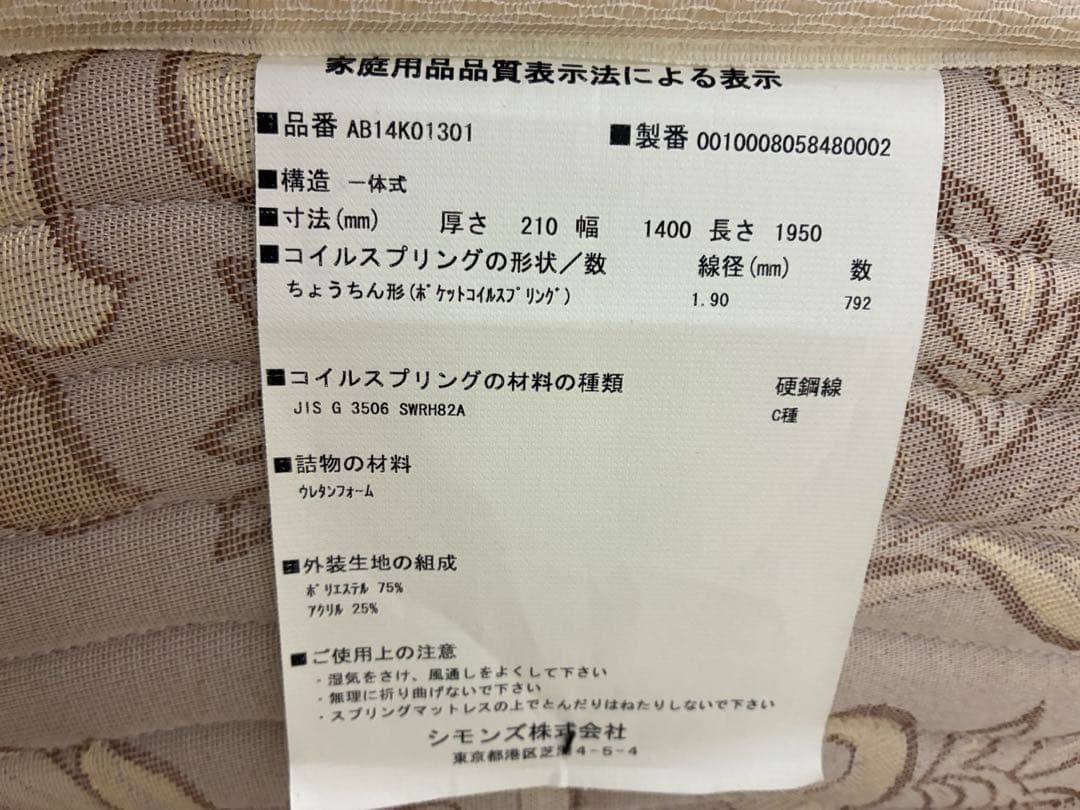 家庭用品品質表示法による表示
■品番 AB14K01301 ■製番 0010008058480002
■構造 一体式
■寸法(mm) 厚さ 210 幅 1400 長さ 1950
■コイルスプリングの形状/数 線径(mm) 数
ちょうちん形(ﾎﾟｹｯﾄコイルｽﾌﾟﾘﾝｸﾞ) 1.90 792
■コイルスプリングの材料の種類 硬鋼線
JIS G 3506 SWRH82A C種
■詰物の材料
ｳﾚﾀﾝﾌｫｰﾑ
■外装生地の組成
ﾎﾟﾘｴｽﾃﾙ 75%
ｱｸﾘﾙ 25%
■ご使用上の注意
・湿気をさけ、風通しをよくして下さい
・無理に折り曲げないで下さい
・スプリングマットレスの上でとんだりはねたりしないで下さい
シモンズ株式会社
東京都港区芝浦4-5-4